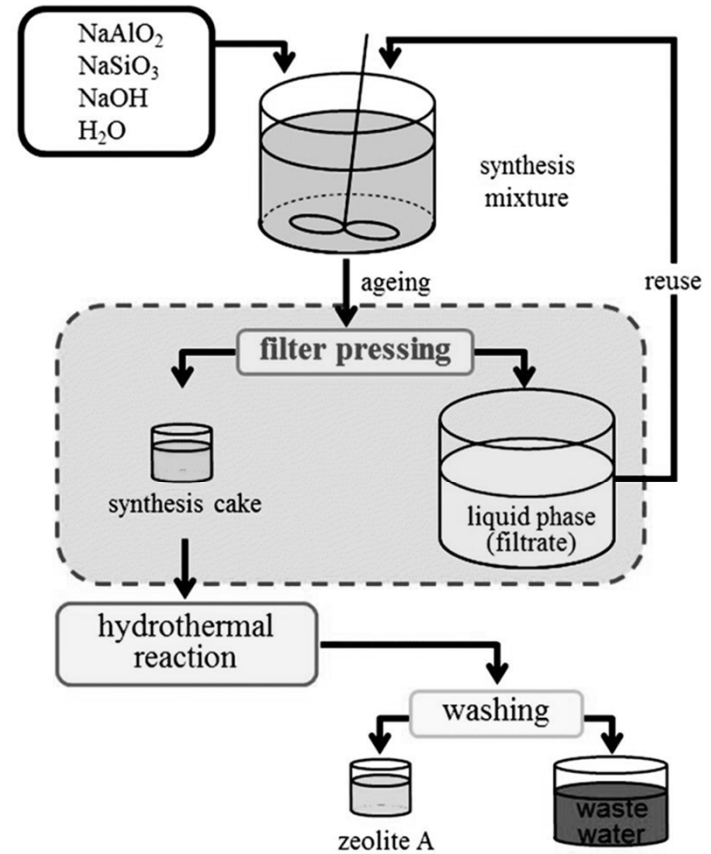 NaAlO₂
NaSiO₃
NaOH
H₂O
synthesis
mixture
ageing
reuse
filter pressing
synthesis cake
liquid phase
(filtrate)
hydrothermal
reaction
washing
zeolite A
waste
water